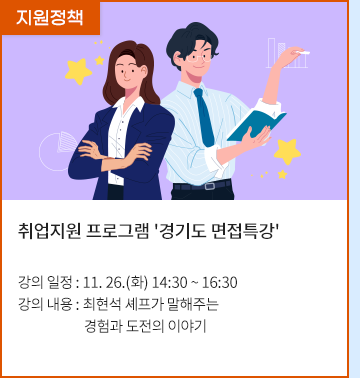 지원정책
취업지원 프로그램 '경기도 면접특강'
강의 일정 : 11. 26.(화) 14:30 ~ 16:30
강의 내용 : 최현석 셰프가 말해주는
경험과 도전의 이야기